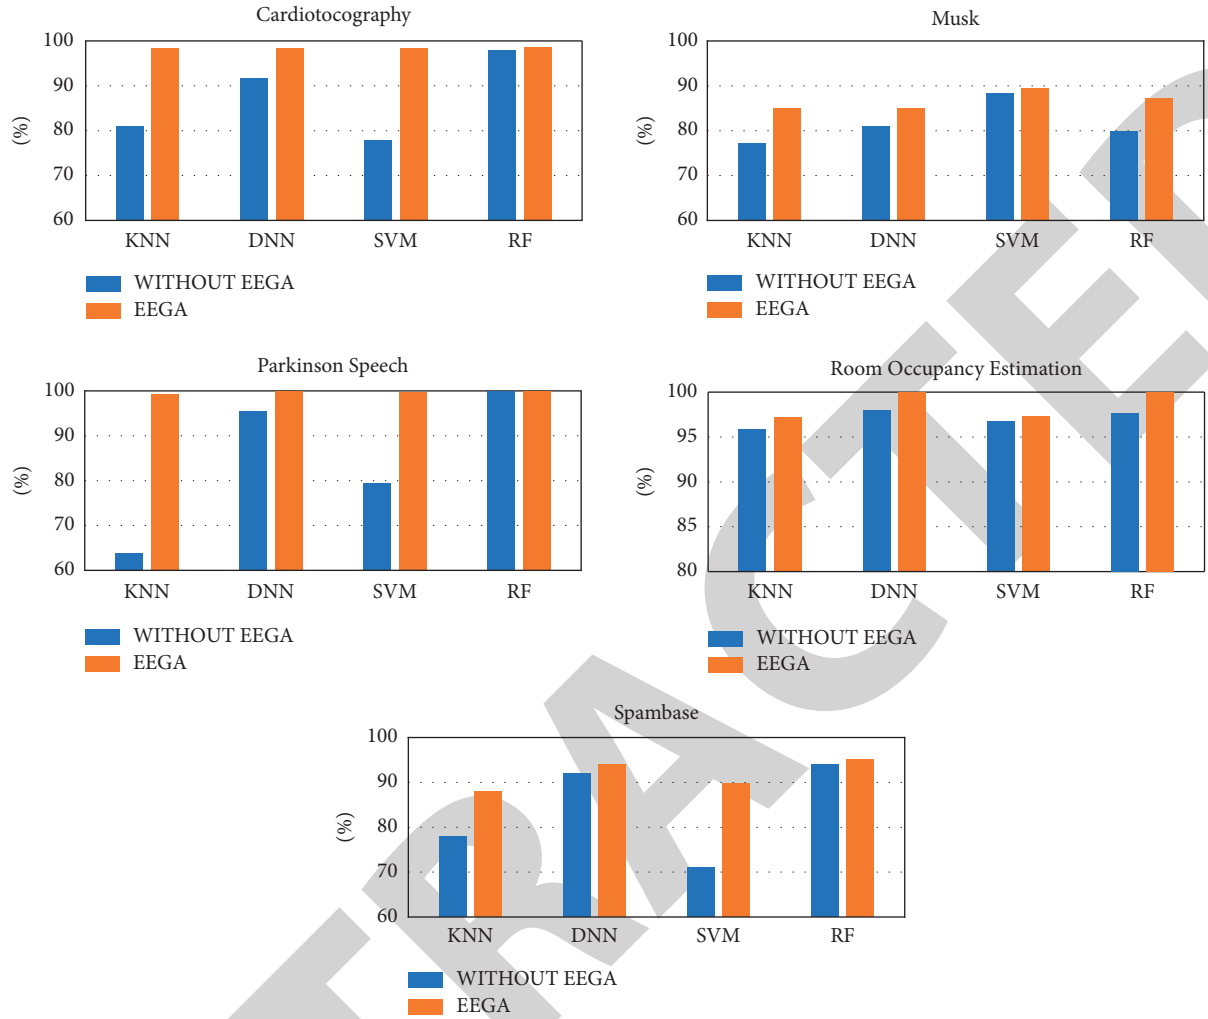 Cardiotocography
(%)
100
90
80
70
60
KNN DNN SVM RF
WITHOUT EEGA
EEGA
Musk
(%)
100
90
80
70
60
KNN DNN SVM RF
WITHOUT EEGA
EEGA
Parkinson Speech
(%)
100
90
80
70
60
KNN DNN SVM RF
WITHOUT EEGA
EEGA
Room Occupancy Estimation
(%)
100
95
90
85
80
KNN DNN SVM RF
WITHOUT EEGA
EEGA
Spambase
(%)
100
90
80
70
60
KNN DNN SVM RF
WITHOUT EEGA
EEGA
TRACTE